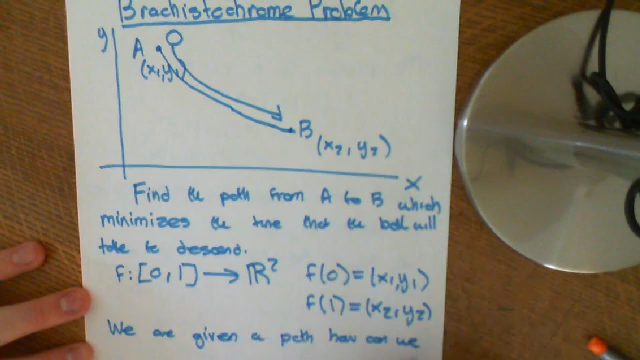 Brachistochrome Problem
y
A
(x₁,y₁)
B
(x₂, y₂)
x
Find the path from A to B which
minimizes the time that the ball will
take to descend.
f:[0,1] → ℝ² f(0)=(x₁,y₁)
f(1)=(x₂,y₂)
We are given a path how can we